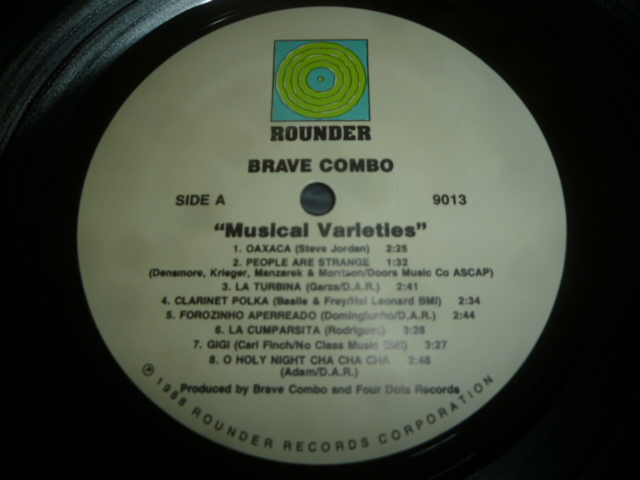 ROUNDER
BRAVE COMBO
SIDE A 9013
"Musical Varieties"
1. OAXACA (Steve Jordan) 2:25
2. PEOPLE ARE STRANGE 1:32
(Densmore, Krieger, Manzarek & Morrison/Doors Music Co ASCAP)
3. LA TURBINA (Garza/D.A.R.) 2:41
4. CLARINET POLKA (Basile & Frey/Hal Leonard BMI) 2:34
5. FOROZINHO APERREADO (Dominginho/D.A.R.) 2:44
6. LA CUMPARSITA (Rodriguez) 3:28
7. GIGI (Carl Finch/No Class Music BMI) 3:27
8. O HOLY NIGHT CHA CHA CHA 2:46
(Adam/D.A.R.)
Produced by Brave Combo and Four Dots Records
℗ 1988 ROUNDER RECORDS CORPORATION